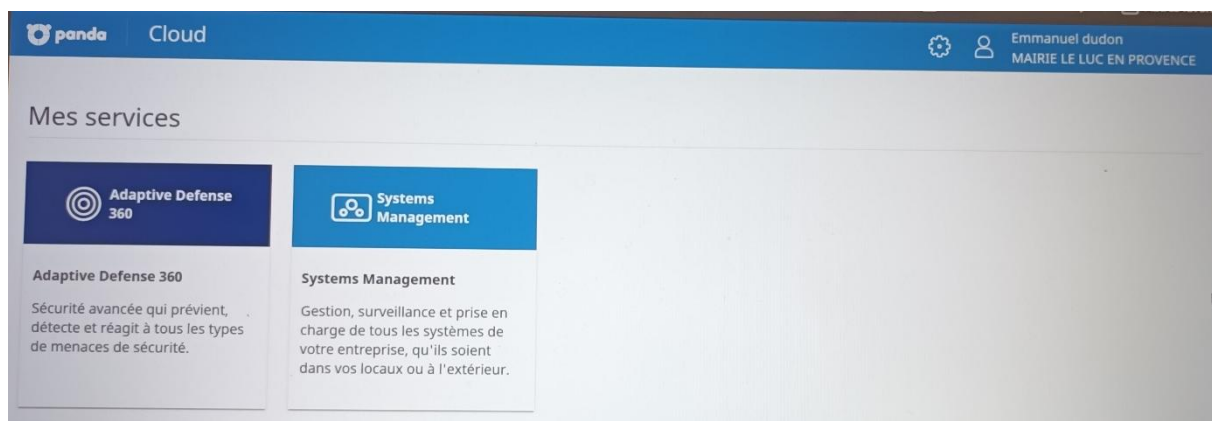 panda
Cloud
Emmanuel dudon
MAIRIE LE LUC EN PROVENCE
Mes services
Adaptive Defense
360
Systems
Management
Adaptive Defense 360
Sécurité avancée qui prévient,
détecte et réagit à tous les types
de menaces de sécurité.
Systems Management
Gestion, surveillance et prise en
charge de tous les systèmes de
votre entreprise, qu'ils soient
dans vos locaux ou à l'extérieur.